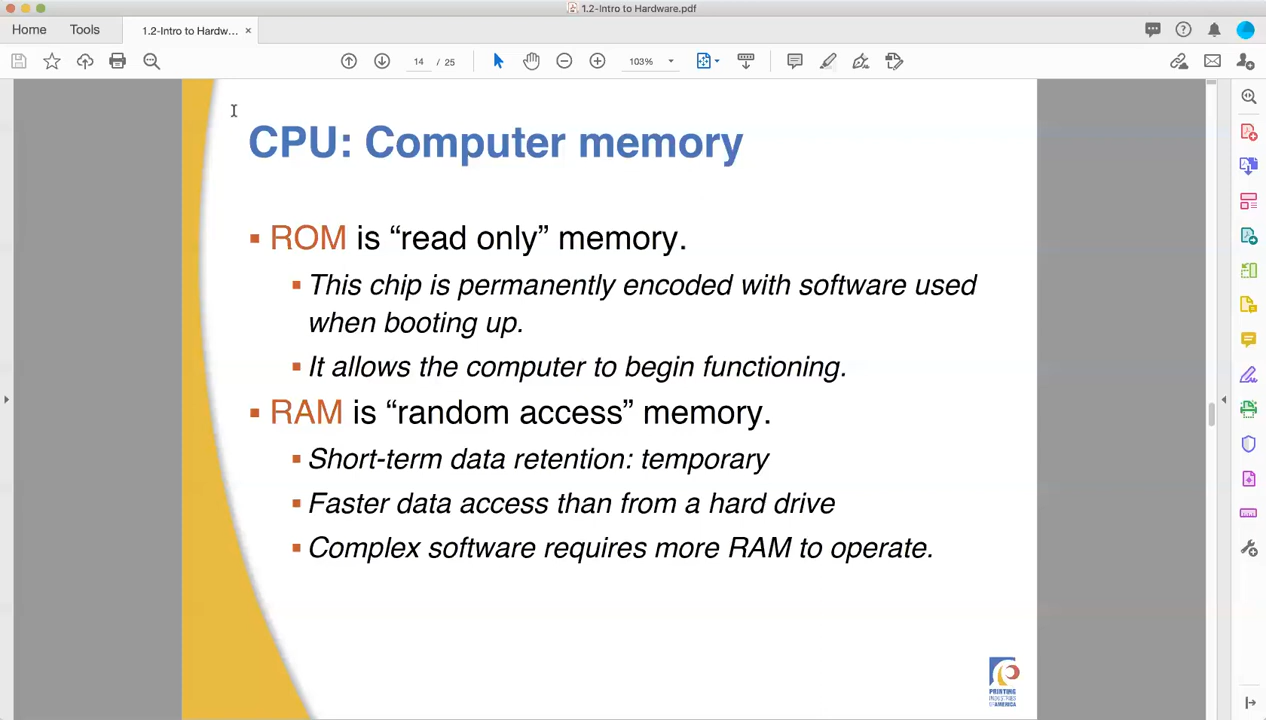 1.2-Intro to Hardware.pdf
Home Tools 1.2-Intro to Hardw... ×
14 / 25 103%
CPU: Computer memory
▪ ROM is “read only” memory.
▪ This chip is permanently encoded with software used
when booting up.
▪ It allows the computer to begin functioning.
▪ RAM is “random access” memory.
▪ Short-term data retention: temporary
▪ Faster data access than from a hard drive
▪ Complex software requires more RAM to operate.
PRINTING
INDUSTRIES
OF AMERICA